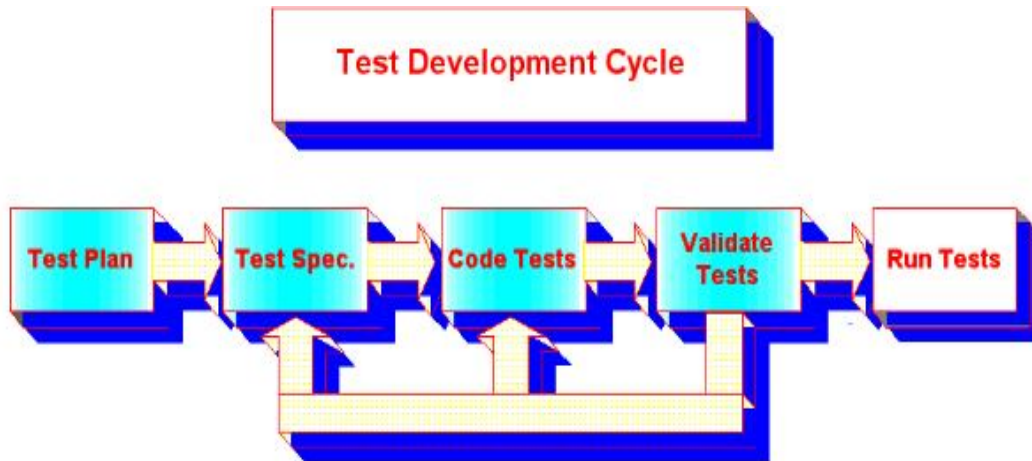 Test Development Cycle
Test Plan
Test Spec.
Code Tests
Validate
Tests
Run Tests